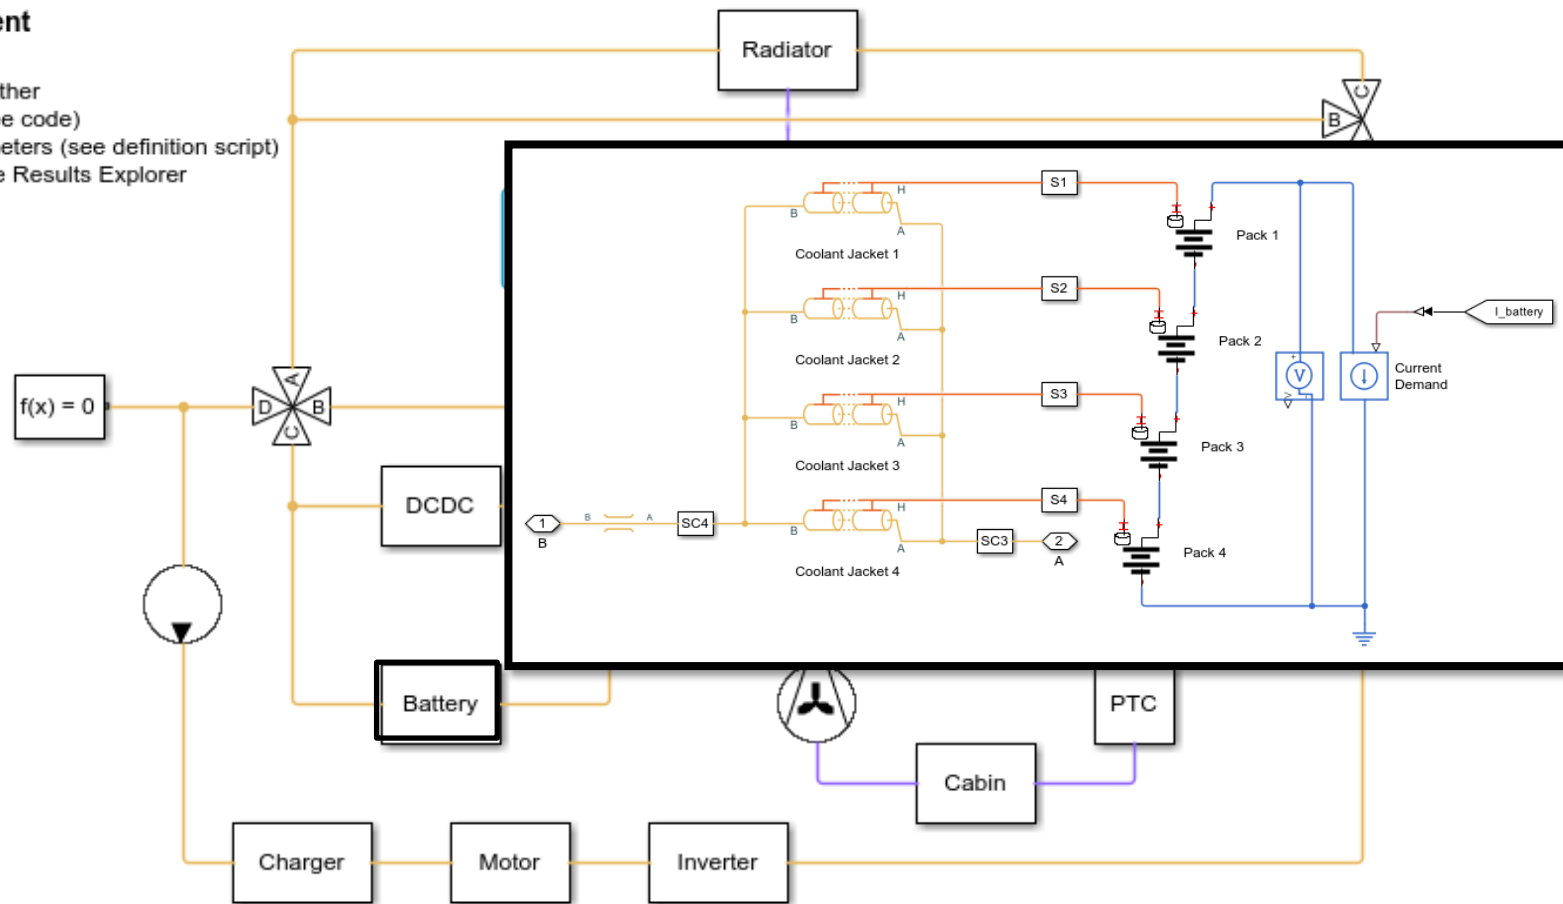 ent
ther
e code)
eters (see definition script)
e Results Explorer
Radiator
C
B
f(x) = 0
A
D
B
C
DCDC
Battery
Charger
Motor
Inverter
Cabin
PTC
H
B
A
Coolant Jacket 1
S1
Pack 1
H
B
A
Coolant Jacket 2
S2
Pack 2
H
B
A
Coolant Jacket 3
S3
Pack 3
H
B
A
Coolant Jacket 4
S4
Pack 4
1
B
B
A
SC4
SC3
2
A
V
Current
Demand
I_battery